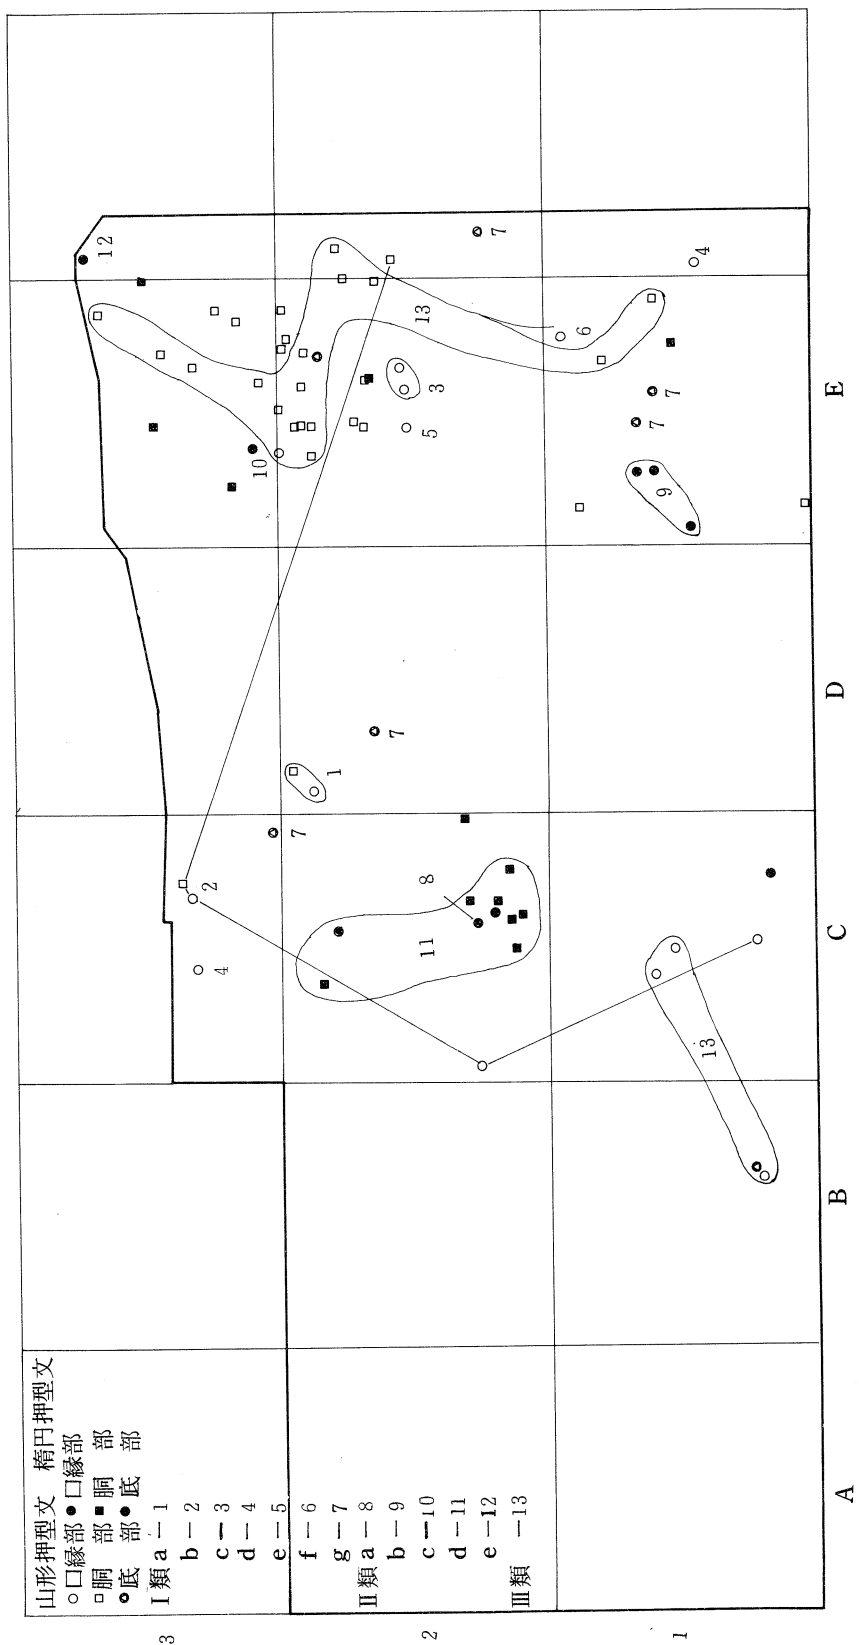 山形押型文 楕円押型文
○口縁部●口縁部
□胴 部■胴 部
◎底 部●底 部
Ⅰ類a-1
b-2
c-3
d-4
e-5
f-6
g-7
Ⅱ類a-8
b-9
c-10
d-11
e-12
Ⅲ類 -13
3
2
1
A
B
C
D
E
12
7
4
13
6
3
5
10
7
7
9
7
1
7
2
4
8
11
13